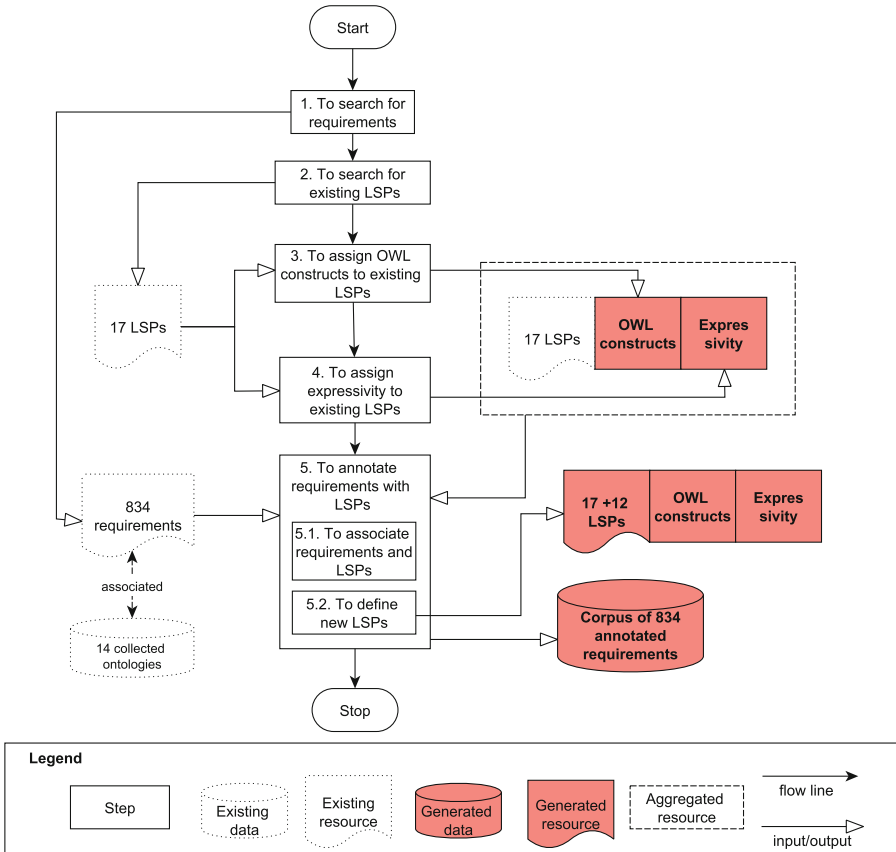 Start
1. To search for
requirements
2. To search for
existing LSPs
3. To assign OWL
constructs to existing
LSPs
17 LSPs
17 LSPs
OWL
constructs
Expres
sivity
4. To assign
expressivity to
existing LSPs
5. To annotate
requirements with
LSPs
834
requirements
5.1. To associate
requirements and
LSPs
17 +12
LSPs
OWL
constructs
Expres
sivity
associated
5.2. To define
new LSPs
14 collected
ontologies
Corpus of 834
annotated
requirements
Stop
Legend
Step
Existing
data
Existing
resource
Generated
data
Generated
resource
Aggregated
resource
flow line
input/output